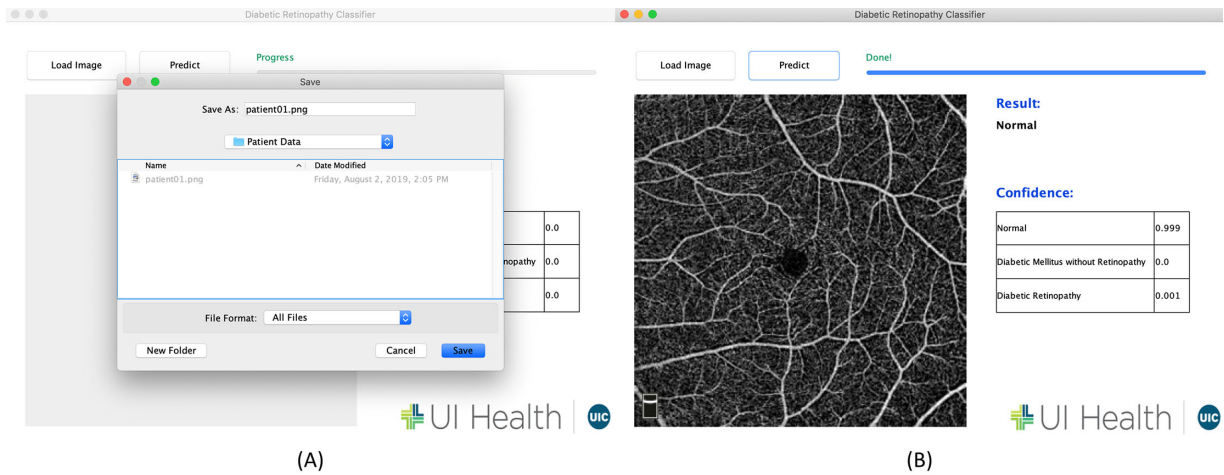 Diabetic Retinopathy Classifier
Load Image
Predict
Progress
Save
Save As: patient01.png
Patient Data
Name
Date Modified
patient01.png
Friday, August 2, 2019, 2:05 PM
0.0
nopathy 0.0
0.0
File Format: All Files
New Folder
Cancel
Save
UI Health
UIC
(A)
Diabetic Retinopathy Classifier
Load Image
Predict
Done!
Result:
Normal
Confidence:
Normal 0.999
Diabetic Mellitus without Retinopathy 0.0
Diabetic Retinopathy 0.001
UI Health
UIC
(B)